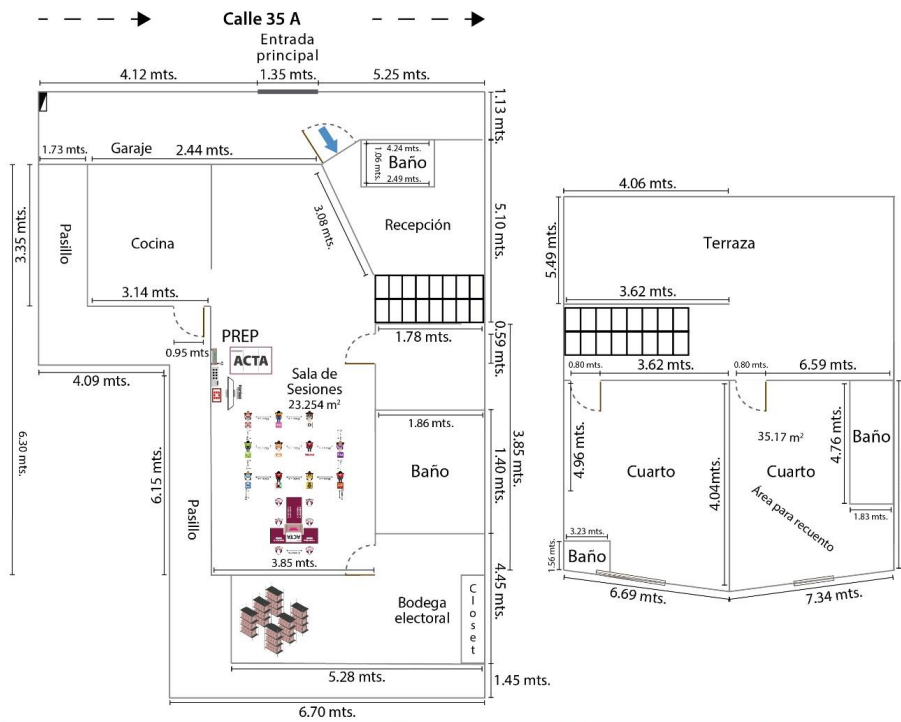 Calle 35 A
Entrada
principal
4.12 mts.
1.35 mts.
5.25 mts.
1.13 mts.
1.73 mts.
Garaje
2.44 mts.
4.24 mts.
1.06 mts.
Baño
2.49 mts.
3.35 mts.
Pasillo
Cocina
3.08 mts.
Recepción
5.10 mts.
3.14 mts.
0.95 mts
PREP
ACTA
1.78 mts.
0.59 mts.
4.09 mts.
Sala de
Sesiones
23.254 m²
1.86 mts.
3.85 mts.
6.30 mts.
6.15 mts.
Pasillo
Baño
1.40 mts.
ACTA
3.85 mts.
Bodega
electoral
Closet
4.45 mts.
5.28 mts.
1.45 mts.
6.70 mts.
4.06 mts.
5.49 mts.
Terraza
3.62 mts.
0.80 mts.
3.62 mts.
0.80 mts.
6.59 mts.
4.96 mts.
Cuarto
4.04mts.
35.17 m²
Cuarto
4.76 mts.
Baño
Área para recuento
1.83 mts.
3.23 mts.
1.56 mts.
Baño
6.69 mts.
7.34 mts.